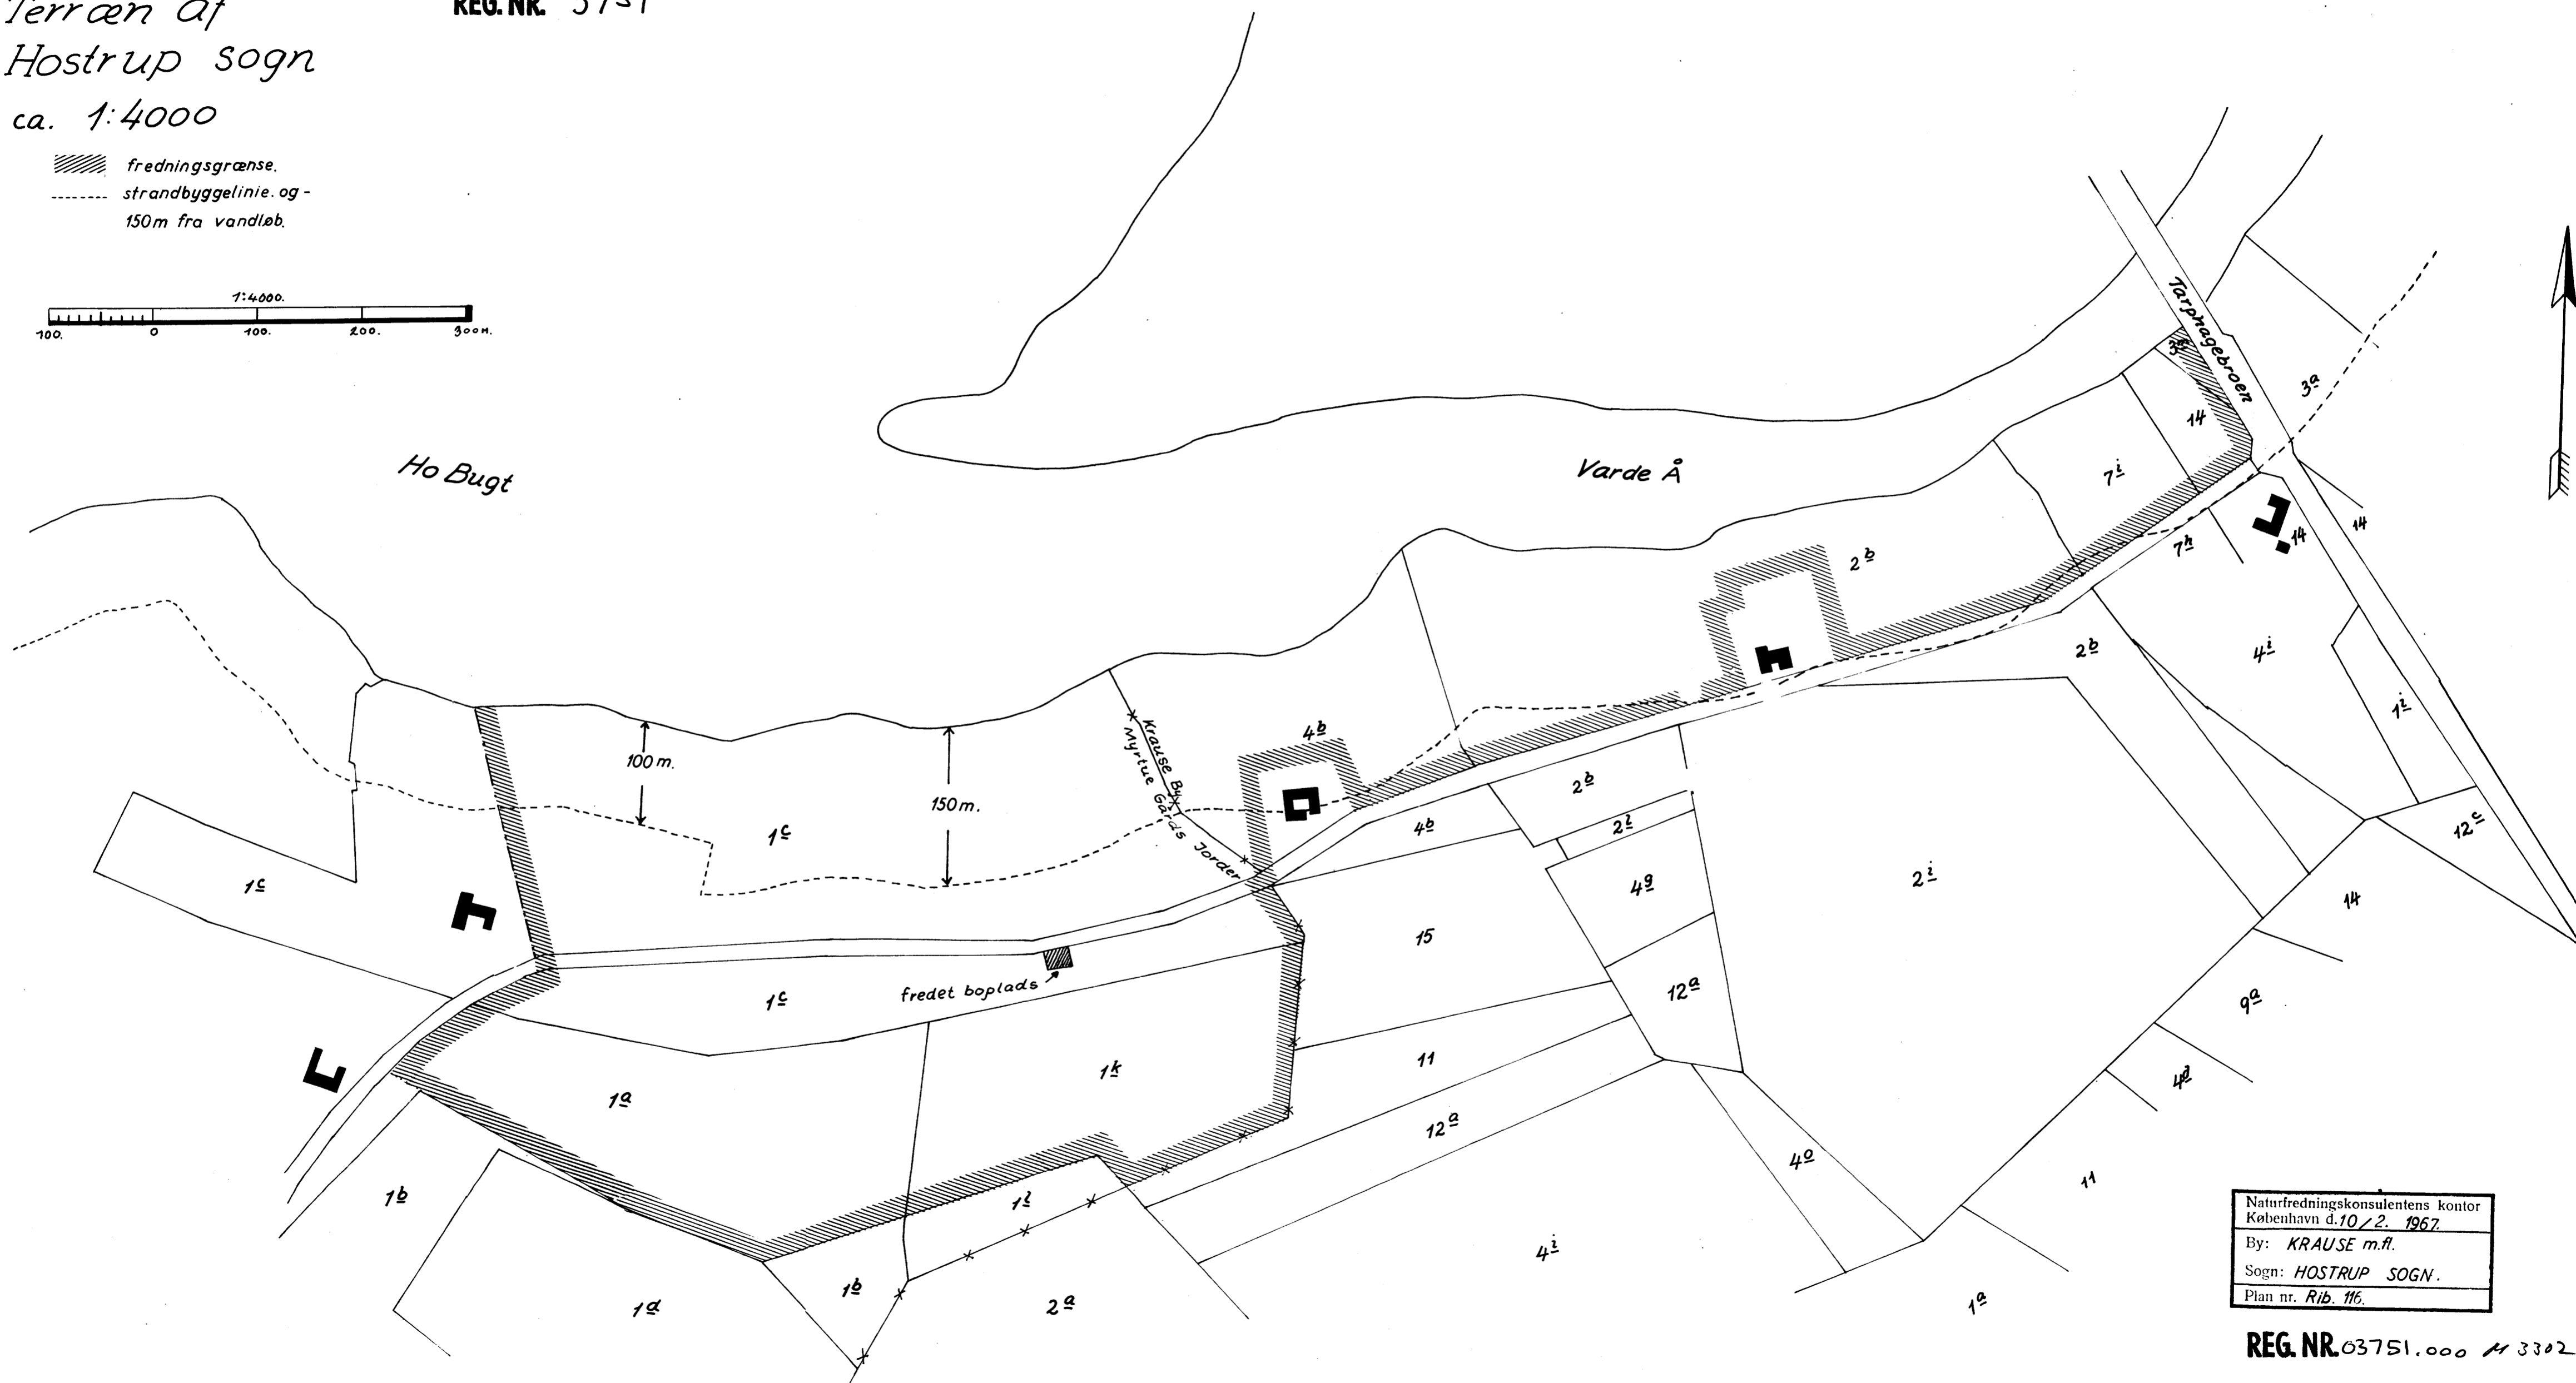 Terræn af
Hostrup sogn
ca. 1:4000
REG. NR. 3751
fredningsgrænse.
strandbyggelinie. og -
150m fra vandløb.
1:4000.
100. 0 100. 200. 300M.
Ho Bugt
Varde Å
Tarphagebroen
3ª
14
7i
14
14
7h
2b
2b
4i
1i
12c
4b
Krause By
Myrtue Gårds Jorder
100 m.
150 m.
1c
1c
1c
fredet boplads
2b
4b
2l
4g
2i
15
12a
14
9a
4d
11
1a
1k
12a
4o
11
1b
1l
1b
1d
2a
4i
1a
Naturfredningskonsulentens kontor
København d. 10/2. 1967.
By: KRAUSE m.fl.
Sogn: HOSTRUP SOGN.
Plan nr. Rib. 116.
REG. NR. 03751.000 M 3302